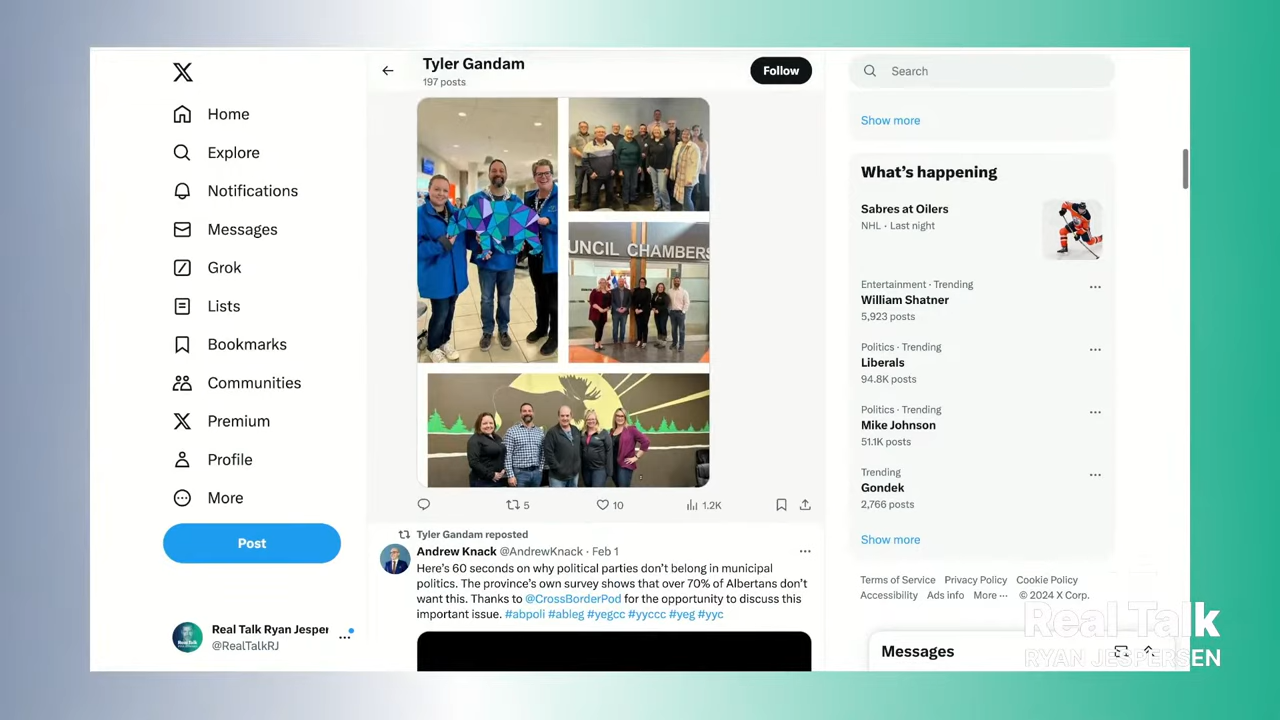 Home
Explore
Notifications
Messages
Grok
Lists
Bookmarks
Communities
Premium
Profile
More
Post
Real Talk Ryan Jesper
@RealTalkRJ
Tyler Gandam
197 posts
Follow
UNCIL CHAMBERS
5
10
1.2K
Tyler Gandam reposted
Andrew Knack @AndrewKnack · Feb 1
Here's 60 seconds on why political parties don't belong in municipal
politics. The province's own survey shows that over 70% of Albertans don't
want this. Thanks to @CrossBorderPod for the opportunity to discuss this
important issue. #abpoli #ableg #yegcc #yyccc #yeg #yyc
Search
Show more
What's happening
Sabres at Oilers
NHL · Last night
Entertainment · Trending
William Shatner
5,923 posts
Politics · Trending
Liberals
94.8K posts
Politics · Trending
Mike Johnson
51.1K posts
Trending
Gondek
2,766 posts
Show more
Terms of Service Privacy Policy Cookie Policy
Accessibility Ads info More ··· © 2024 X Corp.
Messages
Real Talk
RYAN JESPERSEN